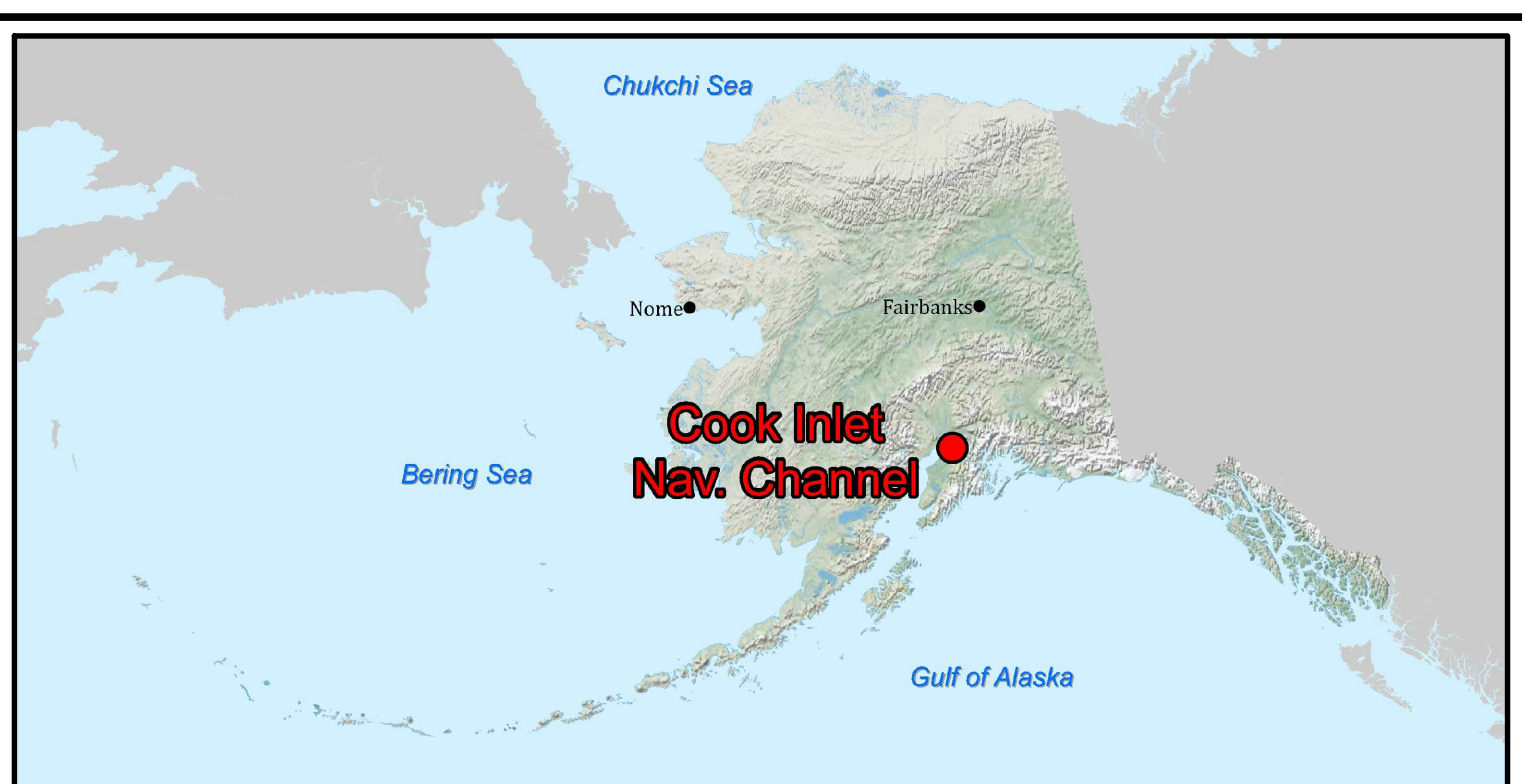 Chukchi Sea
Nome
Fairbanks
Cook Inlet
Nav. Channel
Bering Sea
Gulf of Alaska